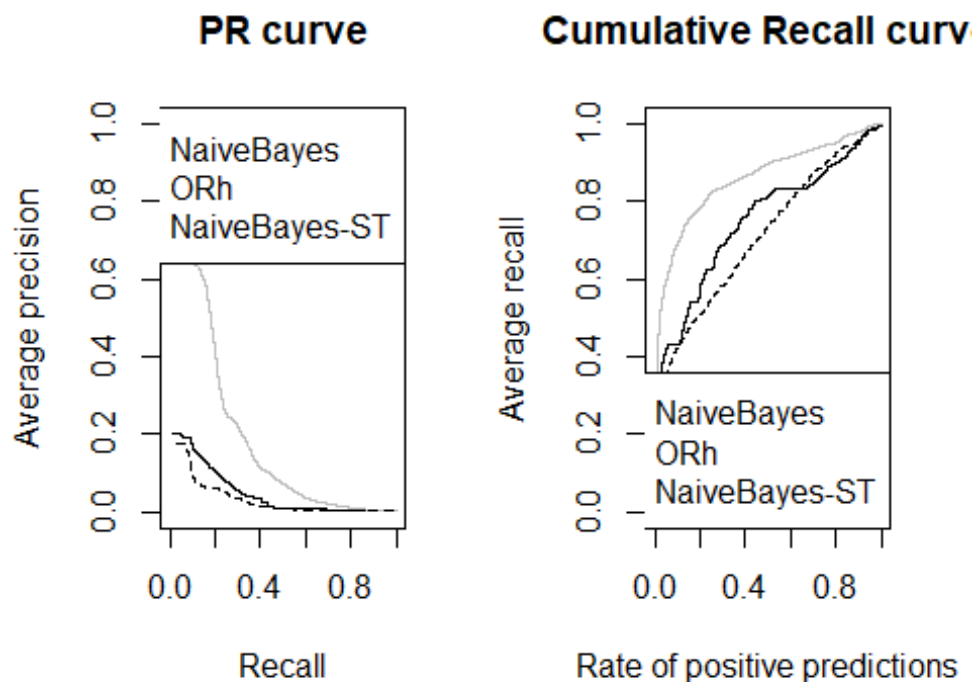 PR curve
Average precision
1.0
0.8
0.6
0.4
0.2
0.0
NaiveBayes
ORh
NaiveBayes-ST
0.0 0.4 0.8
Recall
Cumulative Recall curv
Average recall
1.0
0.8
0.6
0.4
0.2
0.0
NaiveBayes
ORh
NaiveBayes-ST
0.0 0.4 0.8
Rate of positive predictions